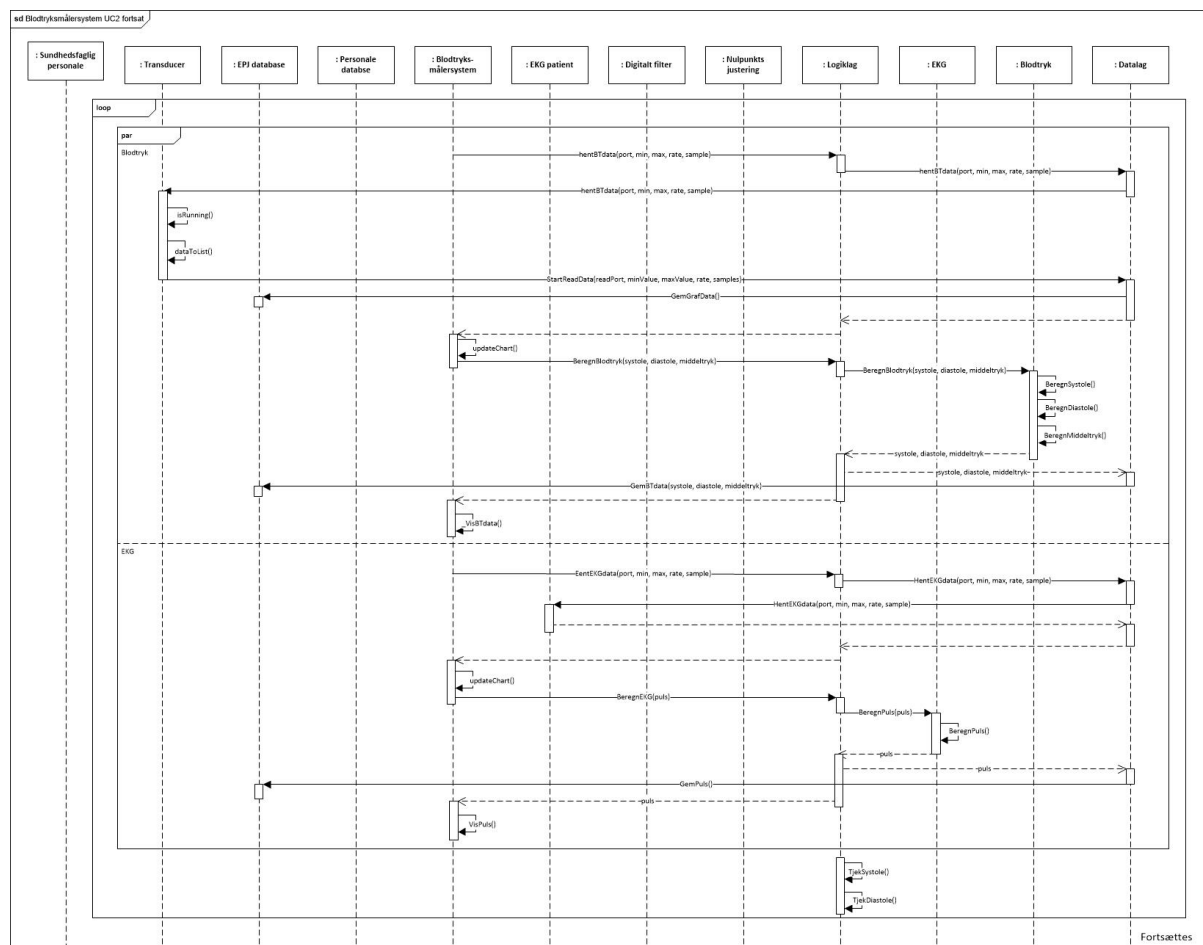 sd Blodtryksmålersystem UC2 fortsat
: Sundhedsfaglig
personale
: Transducer
: EPJ database
: Personale
databse
: Blodtryks-
målersystem
: EKG patient
: Digitalt filter
: Nulpunkts
justering
: Logiklag
: EKG
: Blodtryk
: Datalag
loop
par
Blodtryk
hentBTdata(port, min, max, rate, sample)
hentBTdata(port, min, max, rate, sample)
hentBTdata(port, min, max, rate, sample)
isRunning()
dataToList()
StartReadData(readPort, minValue, maxValue, rate, samples)
GemGrafData()
updateChart()
BeregnBlodtryk(systole, diastole, middeltryk)
BeregnBlodtryk(systole, diastole, middeltryk)
BeregnSystole()
BeregnDiastole()
BeregnMiddeltryk()
systole, diastole, middeltryk
systole, diastole, middeltryk
GemBTdata(systole, diastole, middeltryk)
VisBTdata()
EKG
EentEKGdata(port, min, max, rate, sample)
HentEKGdata(port, min, max, rate, sample)
HentEKGdata(port, min, max, rate, sample)
updateChart()
BeregnEKG(puls)
BeregnPuls(puls)
BeregnPuls()
puls
puls
GemPuls()
puls
VisPuls()
TjekSystole()
TjekDiastole()
Fortsættes